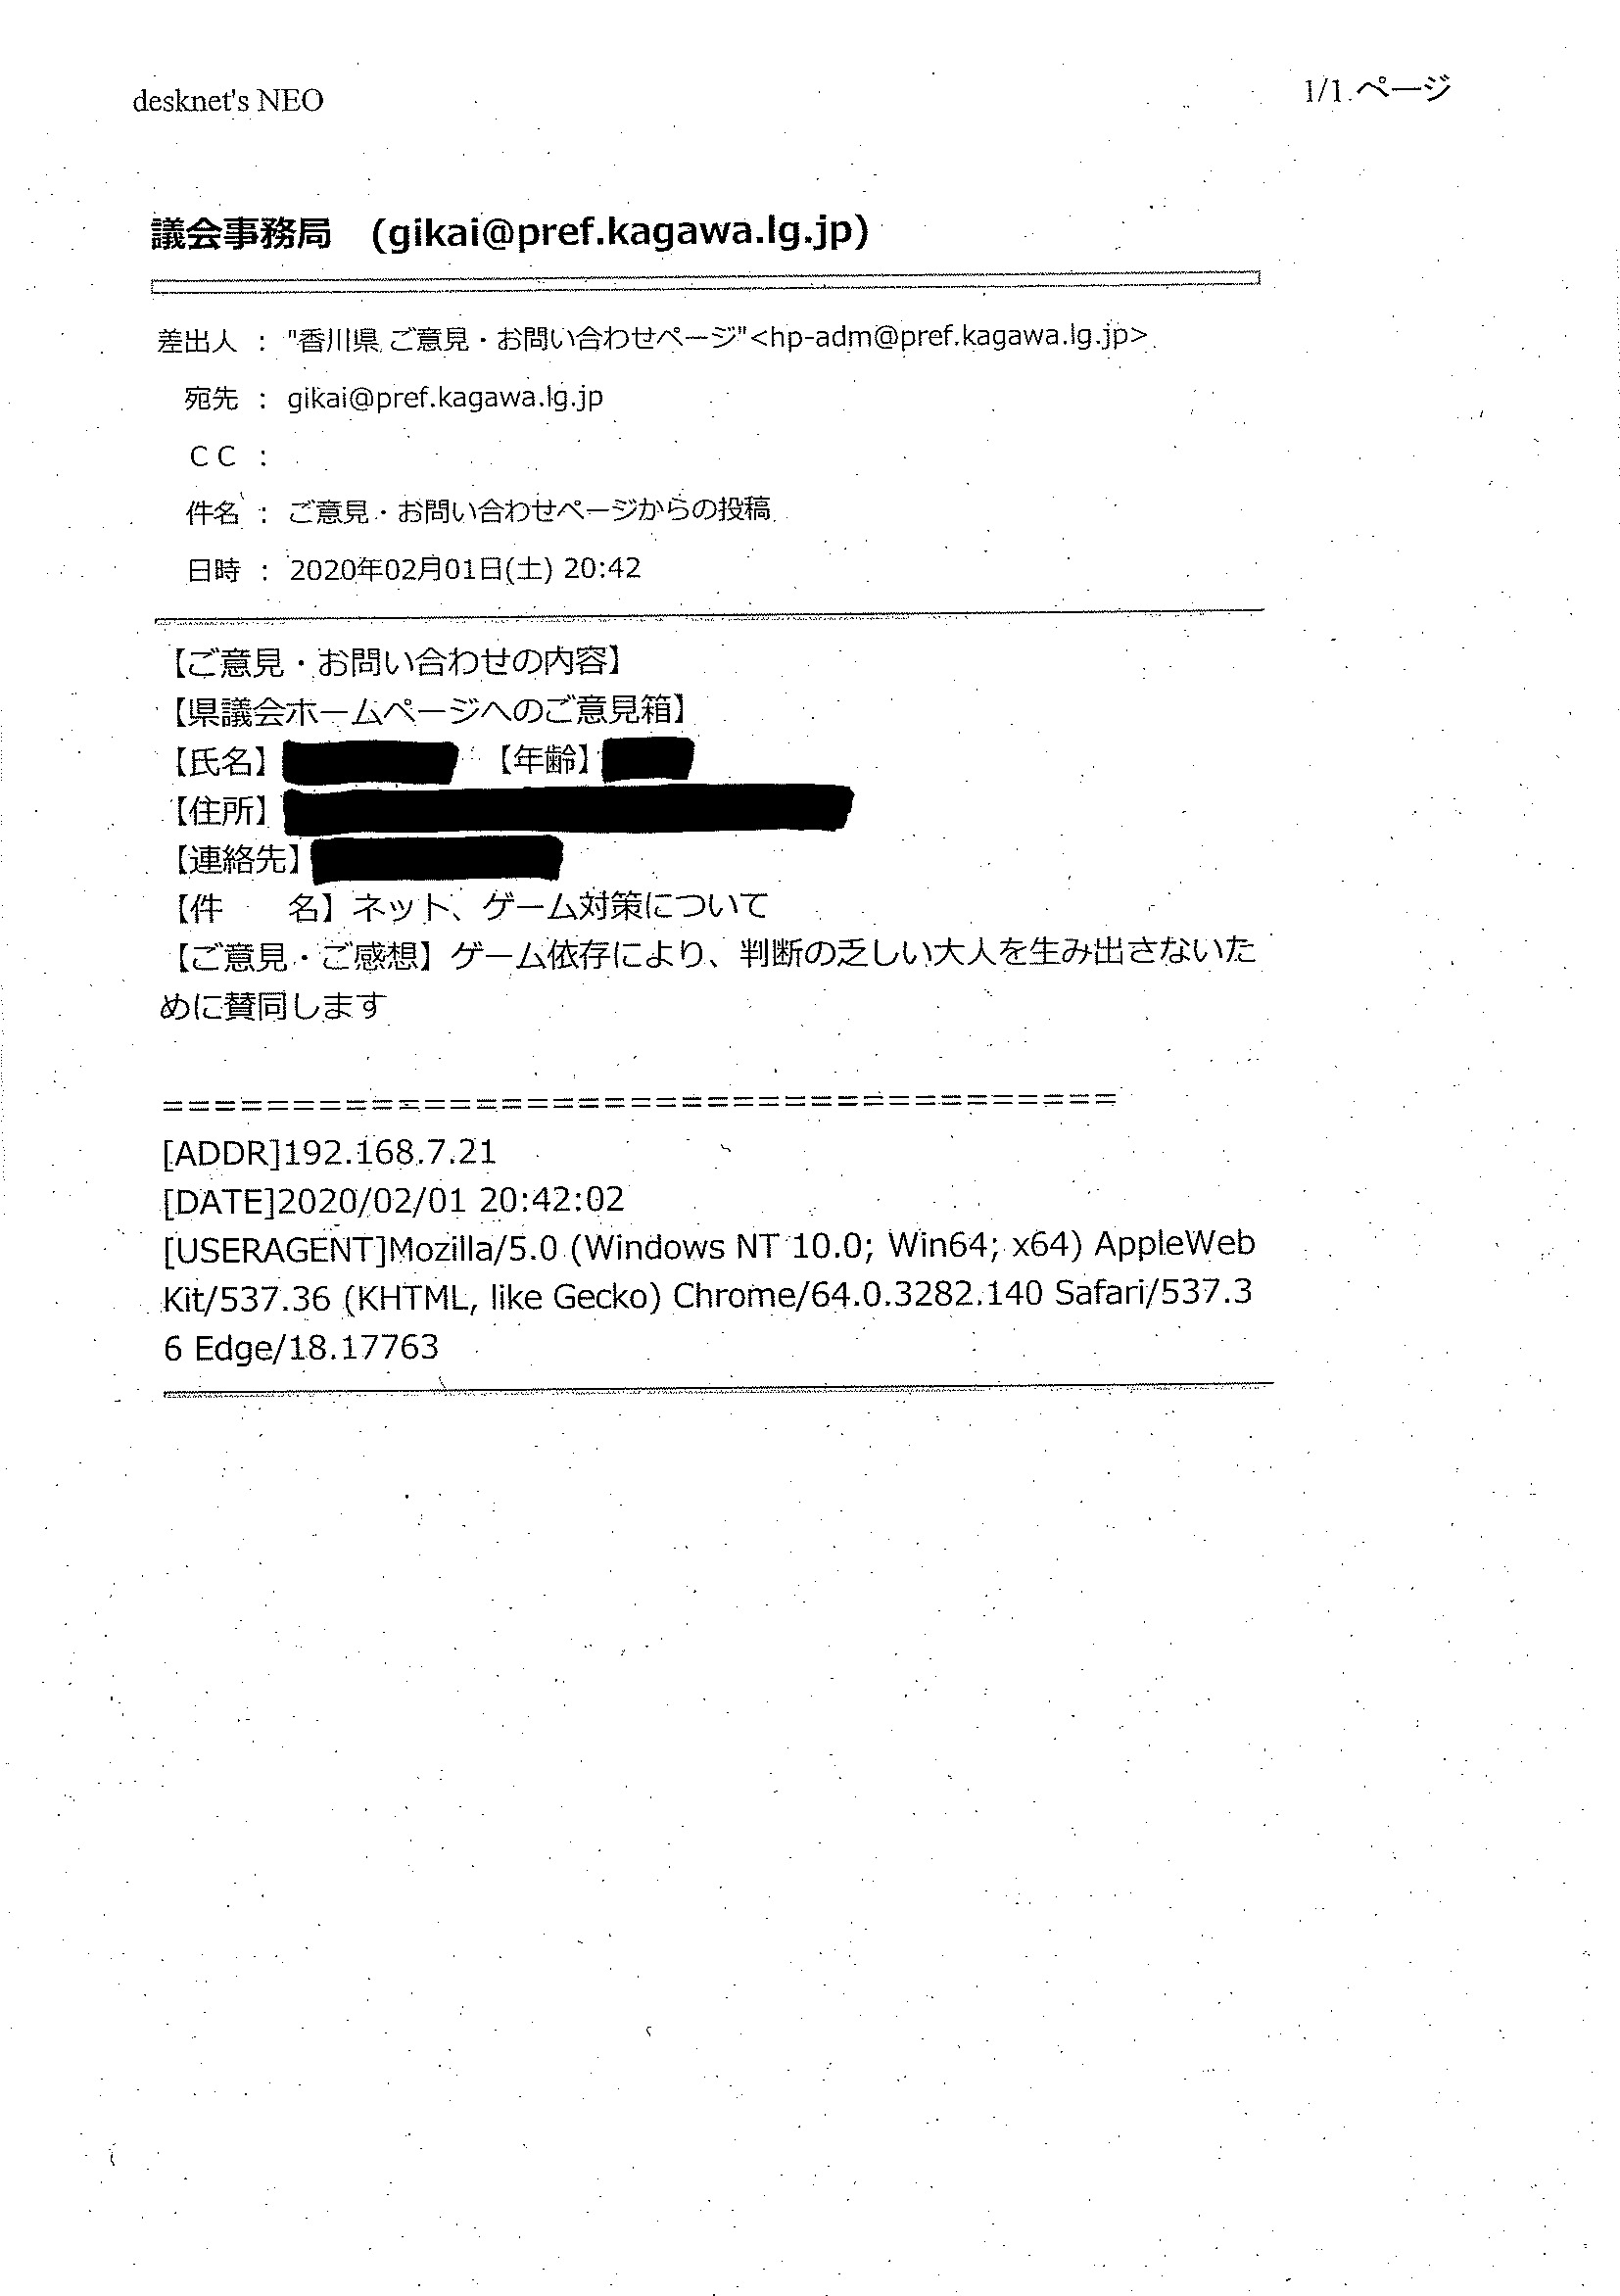 desknet's NEO
1/1 ページ
議会事務局　(gikai@pref.kagawa.lg.jp)
差出人 ： "香川県 ご意見・お問い合わせページ"<hp-adm@pref.kagawa.lg.jp>
宛先 ： gikai@pref.kagawa.lg.jp
ＣＣ ：
件名 ： ご意見・お問い合わせページからの投稿
日時 ： 2020年02月01日(土) 20:42
【ご意見・お問い合わせの内容】
【県議会ホームページへのご意見箱】
【氏名】　【年齢】
【住所】
【連絡先】
【件　　名】ネット、ゲーム対策について
【ご意見・ご感想】ゲーム依存により、判断の乏しい大人を生み出さないた
めに賛同します
=====================================
[ADDR]192.168.7.21
[DATE]2020/02/01 20:42:02
[USERAGENT]Mozilla/5.0 (Windows NT 10.0; Win64; x64) AppleWeb
Kit/537.36 (KHTML, like Gecko) Chrome/64.0.3282.140 Safari/537.3
6 Edge/18.17763